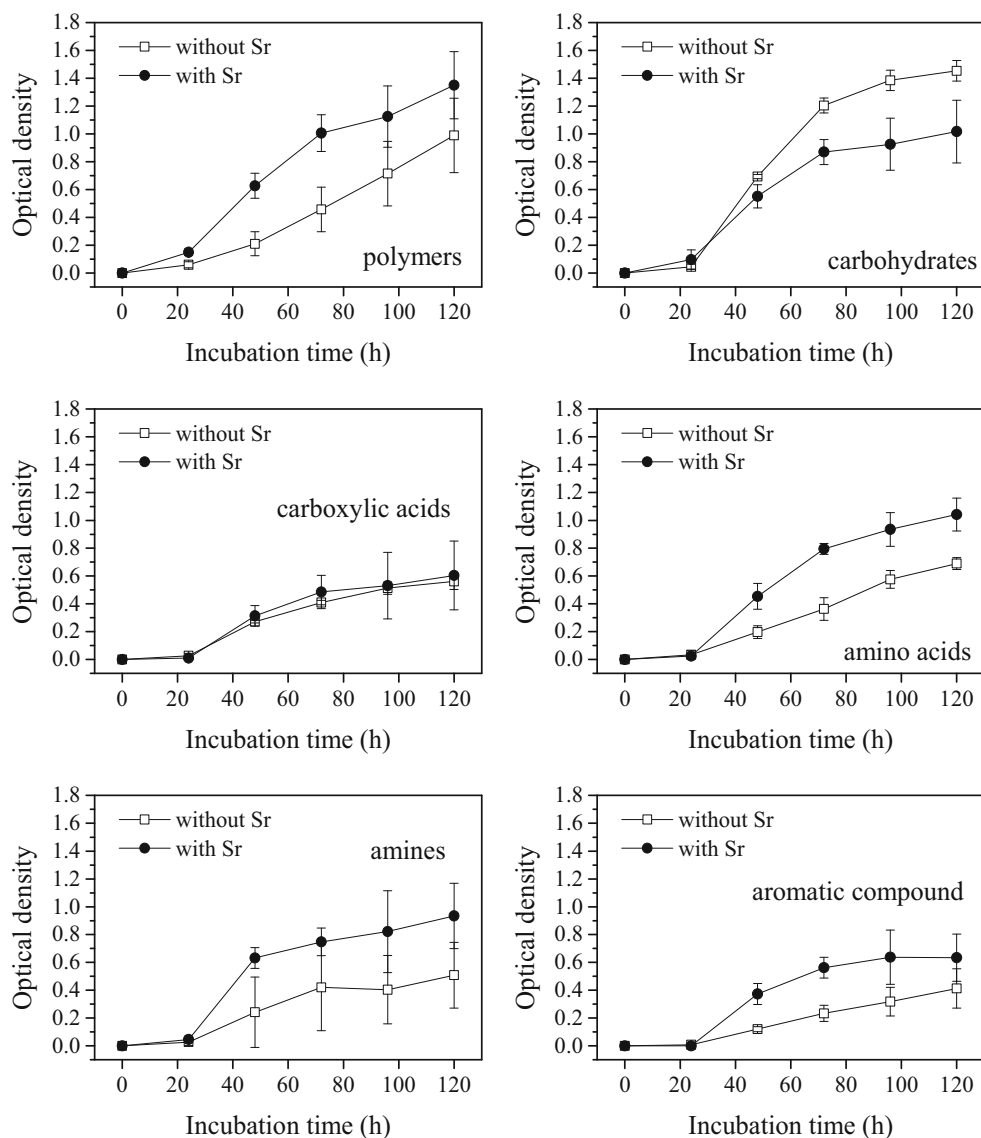 1.8
1.6
1.4
1.2
1.0
0.8
0.6
0.4
0.2
0.0
Optical density
without Sr
with Sr
polymers
0 20 40 60 80 100 120
Incubation time (h)
1.8
1.6
1.4
1.2
1.0
0.8
0.6
0.4
0.2
0.0
Optical density
without Sr
with Sr
carbohydrates
0 20 40 60 80 100 120
Incubation time (h)
1.8
1.6
1.4
1.2
1.0
0.8
0.6
0.4
0.2
0.0
Optical density
without Sr
with Sr
carboxylic acids
0 20 40 60 80 100 120
Incubation time (h)
1.8
1.6
1.4
1.2
1.0
0.8
0.6
0.4
0.2
0.0
Optical density
without Sr
with Sr
amino acids
0 20 40 60 80 100 120
Incubation time (h)
1.8
1.6
1.4
1.2
1.0
0.8
0.6
0.4
0.2
0.0
Optical density
without Sr
with Sr
amines
0 20 40 60 80 100 120
Incubation time (h)
1.8
1.6
1.4
1.2
1.0
0.8
0.6
0.4
0.2
0.0
Optical density
without Sr
with Sr
aromatic compound
0 20 40 60 80 100 120
Incubation time (h)